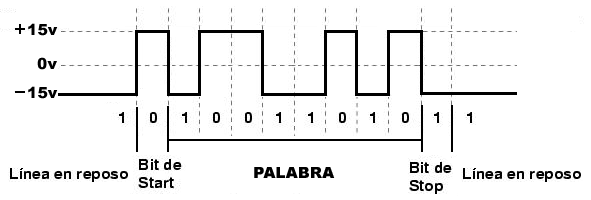 +15v
0v
−15v
1 0 1 0 0 1 1 0 1 0 1 1
Línea en reposo
Bit de
Start
PALABRA
Bit de
Stop
Línea en reposo